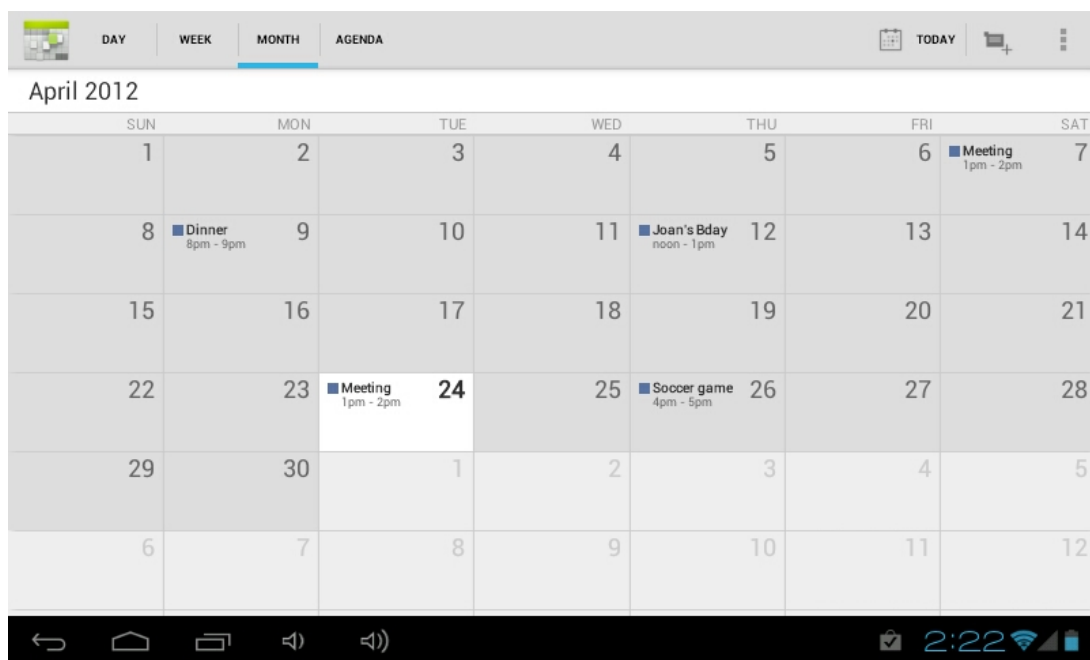 DAY WEEK MONTH AGENDA TODAY
April 2012
SUN MON TUE WED THU FRI SAT
1 2 3 4 5 6 Meeting 7
1pm - 2pm
8 Dinner 9 10 11 Joan's Bday 12 13 14
8pm - 9pm noon - 1pm
15 16 17 18 19 20 21
22 23 Meeting 24 25 Soccer game 26 27 28
1pm - 2pm 4pm - 5pm
29 30 1 2 3 4 5
6 7 8 9 10 11 12
2:22